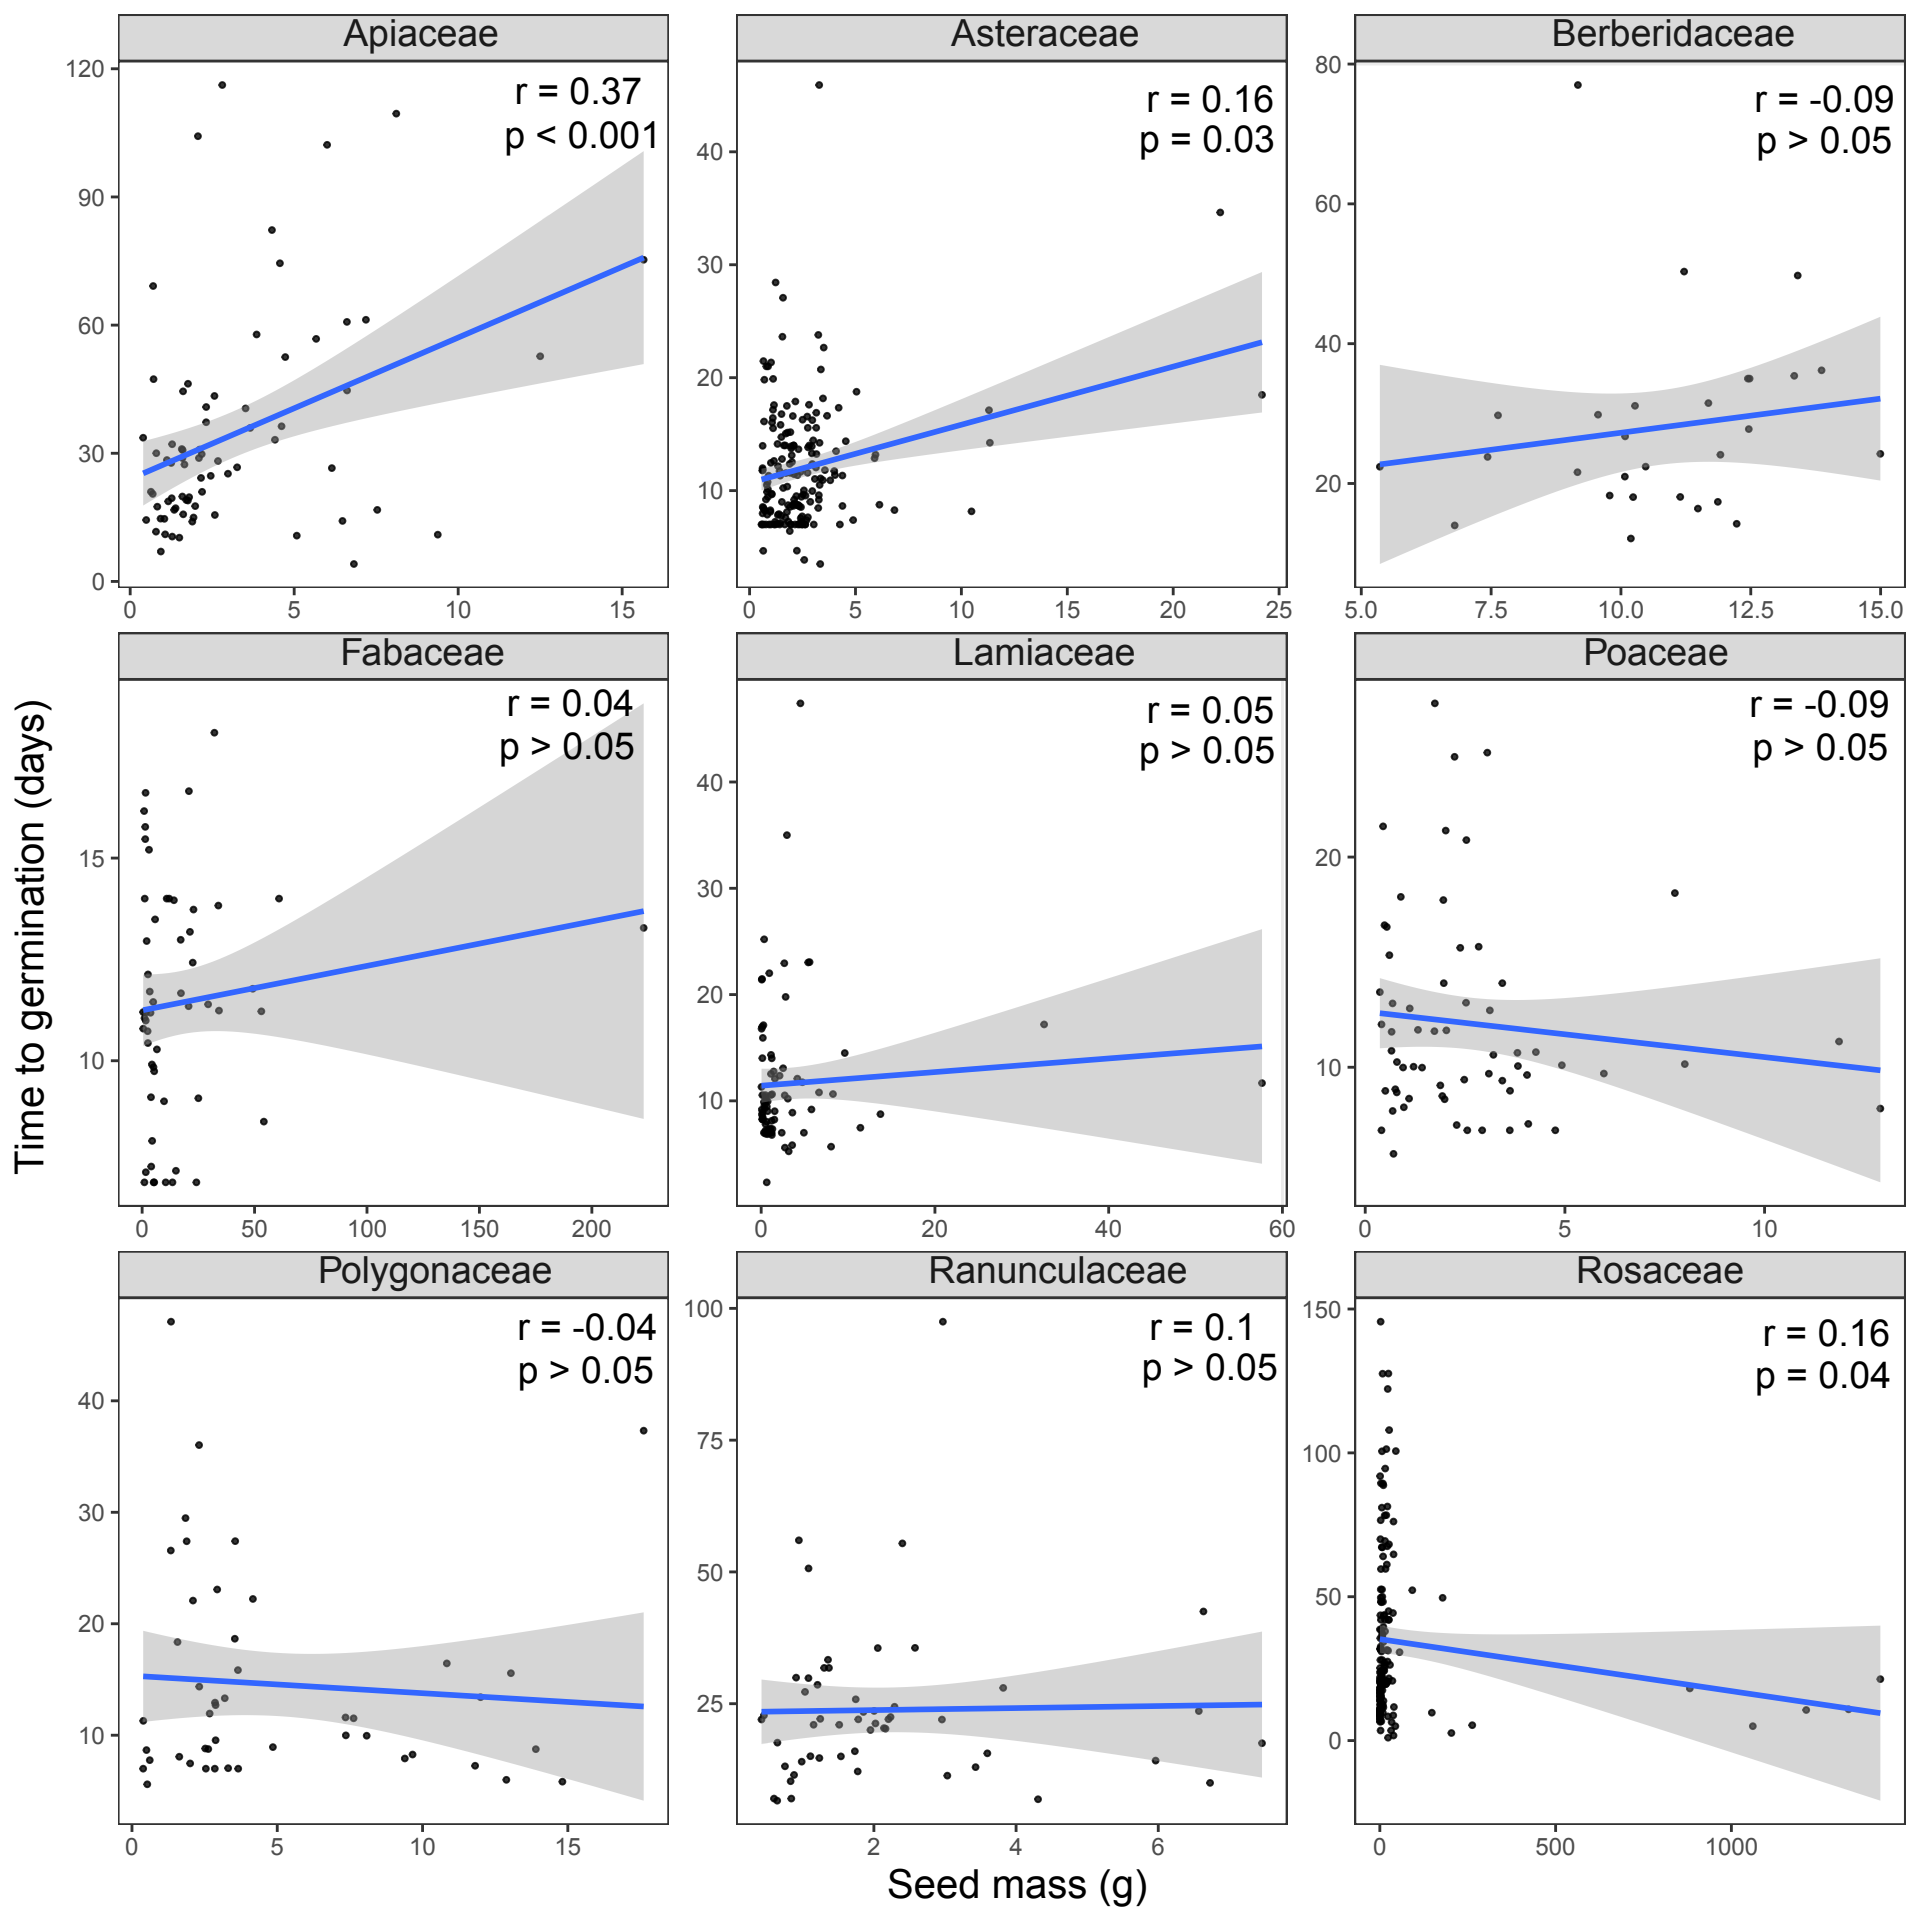 Apiaceae
r = 0.37
p < 0.001
120
90
60
30
0
0 5 10 15
Asteraceae
r = 0.16
p = 0.03
40
30
20
10
0 5 10 15 20 25
Berberidaceae
r = -0.09
p > 0.05
80
60
40
20
5.0 7.5 10.0 12.5 15.0
Time to germination (days)
Fabaceae
r = 0.04
p > 0.05
15
10
0 50 100 150 200
Lamiaceae
r = 0.05
p > 0.05
40
30
20
10
0 20 40 60
Poaceae
r = -0.09
p > 0.05
20
10
0 5 10
Polygonaceae
r = -0.04
p > 0.05
40
30
20
10
0 5 10 15
Ranunculaceae
r = 0.1
p > 0.05
100
75
50
25
2 4 6
Rosaceae
r = 0.16
p = 0.04
150
100
50
0
0 500 1000
Seed mass (g)